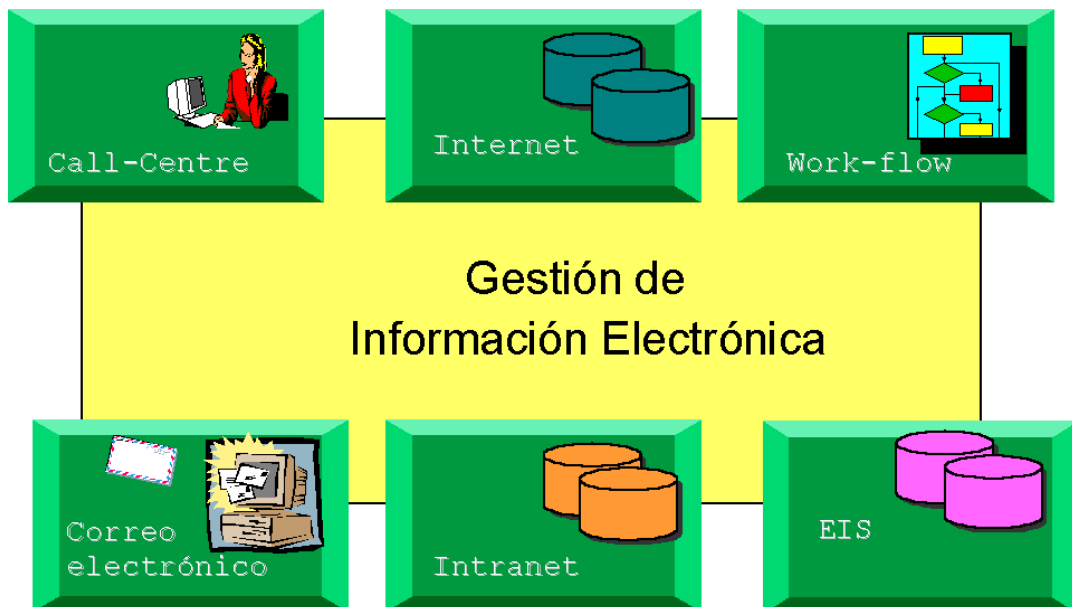 Call-Centre
Internet
Work-flow
Gestión de
Información Electrónica
Correo
electrónico
Intranet
EIS